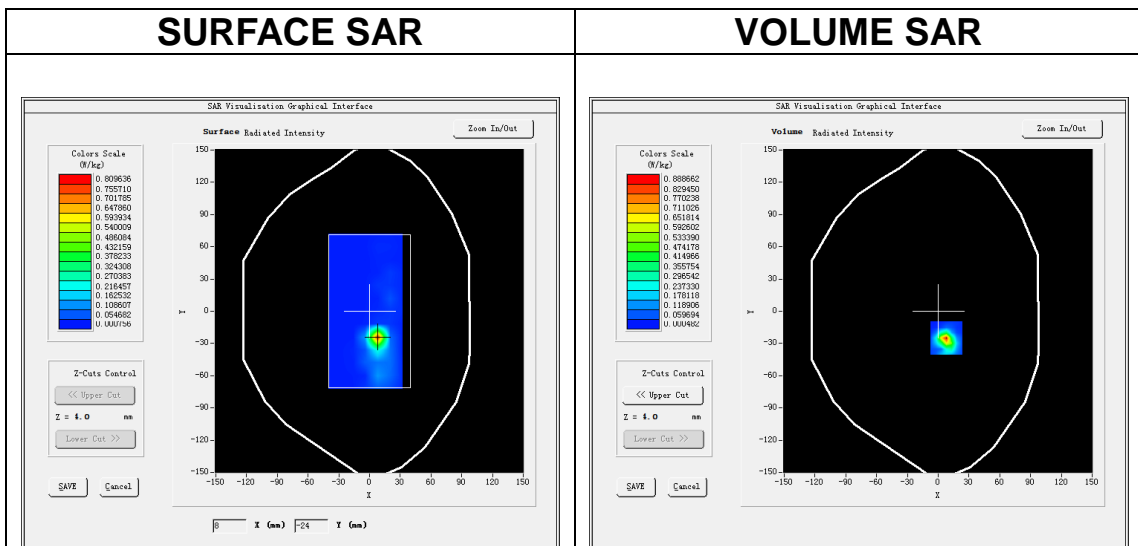 SURFACE SAR
VOLUME SAR
SAR Visualisation Graphical Interface
Surface Radiated Intensity
Zoom In/Out
Colors Scale
(W/kg)
0.809636
0.755710
0.701785
0.647860
0.593934
0.540009
0.486084
0.432159
0.378233
0.324308
0.270383
0.216457
0.162532
0.108607
0.054682
0.000756
150
120
90
60
30
0
-30
-60
-90
-120
-150
Y
-150 -120 -90 -60 -30 0 30 60 90 120 150
X
Z-Cuts Control
<< Upper Cut
Z = 4.0 mm
Lower Cut >>
SAVE Cancel
8 X (mm) -24 Y (mm)
SAR Visualisation Graphical Interface
Volume Radiated Intensity
Zoom In/Out
Colors Scale
(W/kg)
0.888662
0.829450
0.770238
0.711026
0.651814
0.592602
0.533390
0.474178
0.414966
0.355754
0.296542
0.237330
0.178118
0.118906
0.059694
0.000482
150
120
90
60
30
0
-30
-60
-90
-120
-150
Y
-150 -120 -90 -60 -30 0 30 60 90 120 150
X
Z-Cuts Control
<< Upper Cut
Z = 4.0 mm
Lower Cut >>
SAVE Cancel